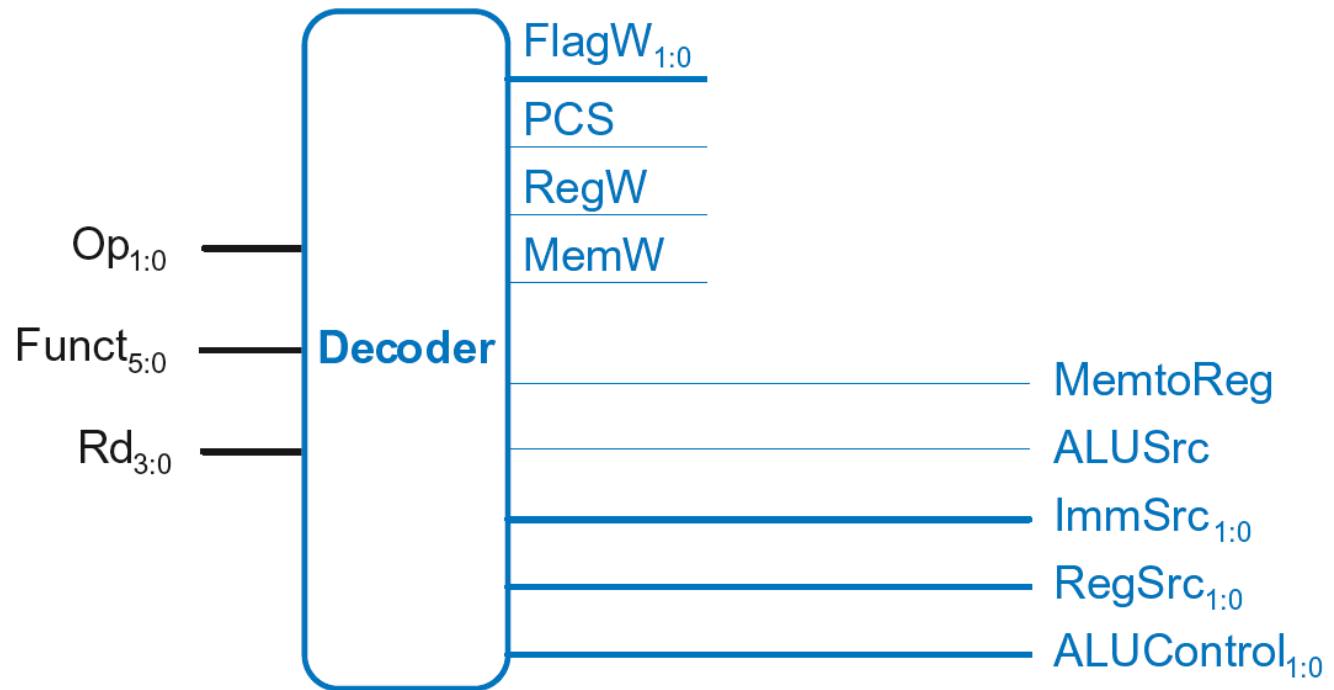 FlagW1:0
PCS
RegW
MemW
Op1:0
Funct5:0
Rd3:0
Decoder
MemtoReg
ALUSrc
ImmSrc1:0
RegSrc1:0
ALUControl1:0